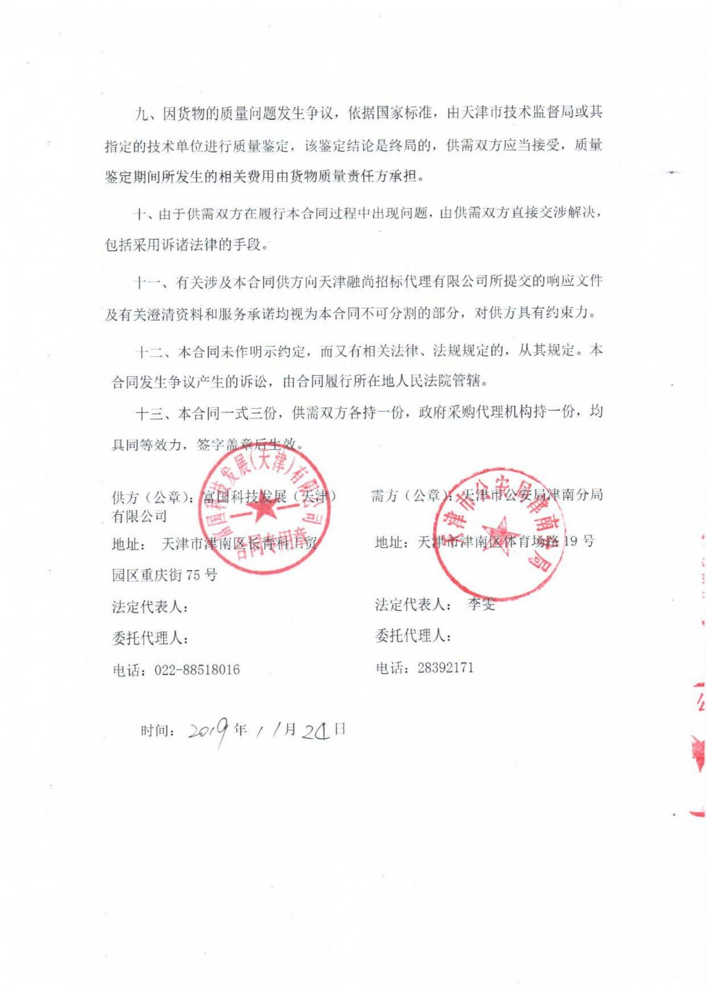 九、因货物的质量问题发生争议，依据国家标准，由天津市技术监督局或其
指定的技术单位进行质量鉴定，该鉴定结论是终局的，供需双方应当接受，质量
鉴定期间所发生的相关费用由货物质量责任方承担。
十、由于供需双方在履行本合同过程中出现问题，由供需双方直接交涉解决，
包括采用诉诸法律的手段。
十一、有关涉及本合同供方向天津融尚招标代理有限公司所提交的响应文件
及有关澄清资料和服务承诺均视为本合同不可分割的部分，对供方具有约束力。
十二、本合同未作明示约定，而又有相关法律、法规规定的，从其规定。本
合同发生争议产生的诉讼，由合同履行所在地人民法院管辖。
十三、本合同一式三份，供需双方各持一份，政府采购代理机构持一份，均
具同等效力，签字盖章后生效。
富国科技发展(天津)有限公司
合同专用章
天津市公安局津南分局
供方（公章）：富国科技发展（天津）
有限公司
地址： 天津市津南区长青科工贸
园区重庆街 75 号
法定代表人：
委托代理人：
电话：022-88518016
需方（公章）：天津市公安局津南分局
地址：天津市津南区体育场路 19 号
法定代表人： 李雯
委托代理人：
电话：28392171
时间：2019年11月2日